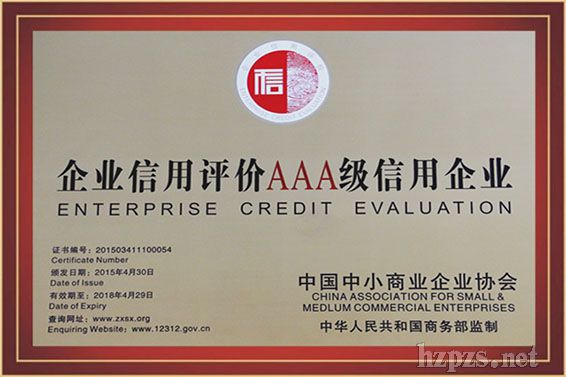 信
ENTERPRISE CREDIT EVALUATION
企业信用评价AAA级信用企业
ENTERPRISE CREDIT EVALUATION
证书编号：201503411100054
Certificate Number
颁发日期：2015年4月30日
Date of Issue
有效期至：2018年4月29日
Date of Expiry
查询网址：www.zxsx.org
Enquiring Website：www.12312.gov.cn
中国中小商业企业协会
CHINA ASSOCIATION FOR SMALL &
MEDLUM COMMERCIAL ENTERPRISES
中华人民共和国商务部监制
hzpzs.net